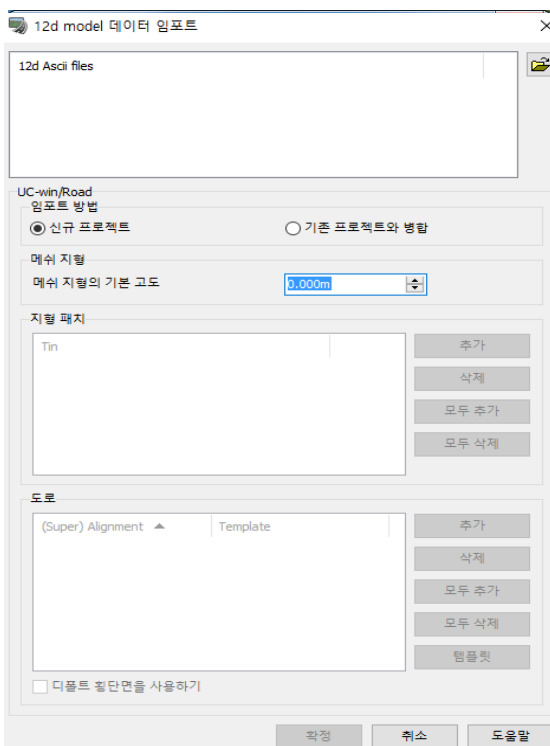 12d model 데이터 임포트
12d Ascii files
UC-win/Road
임포트 방법
신규 프로젝트 기존 프로젝트와 병합
메쉬 지형
메쉬 지형의 기본 고도 0.000m
지형 패치
Tin
추가
삭제
모두 추가
모두 삭제
도로
(Super) Alignment Template
추가
삭제
모두 추가
모두 삭제
템플릿
디폴트 횡단면을 사용하기
확정 취소 도움말